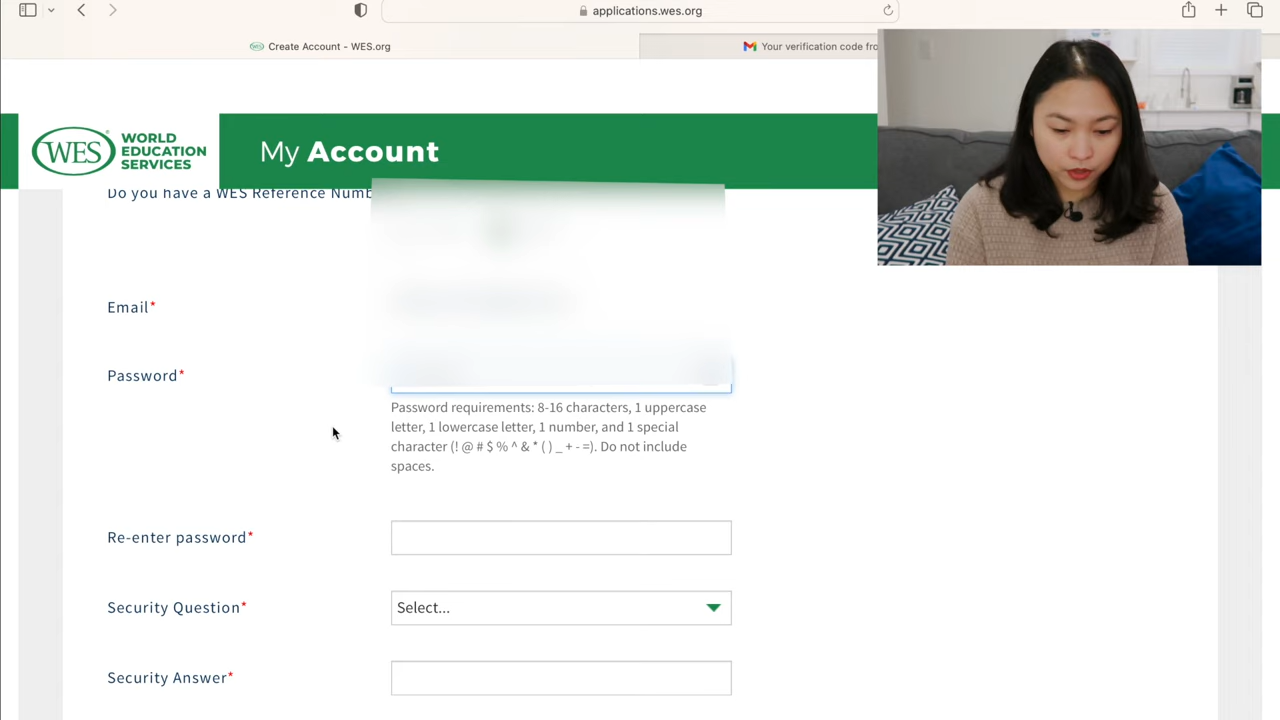 applications.wes.org
Create Account - WES.org
Your verification code fro
WES
WORLD
EDUCATION
SERVICES
My Account
Do you have a WES Reference Numb
Email*
Password*
Password requirements: 8-16 characters, 1 uppercase
letter, 1 lowercase letter, 1 number, and 1 special
character (! @ # $ % ^ & * ( ) _ + - =). Do not include
spaces.
Re-enter password*
Security Question*
Select...
Security Answer*